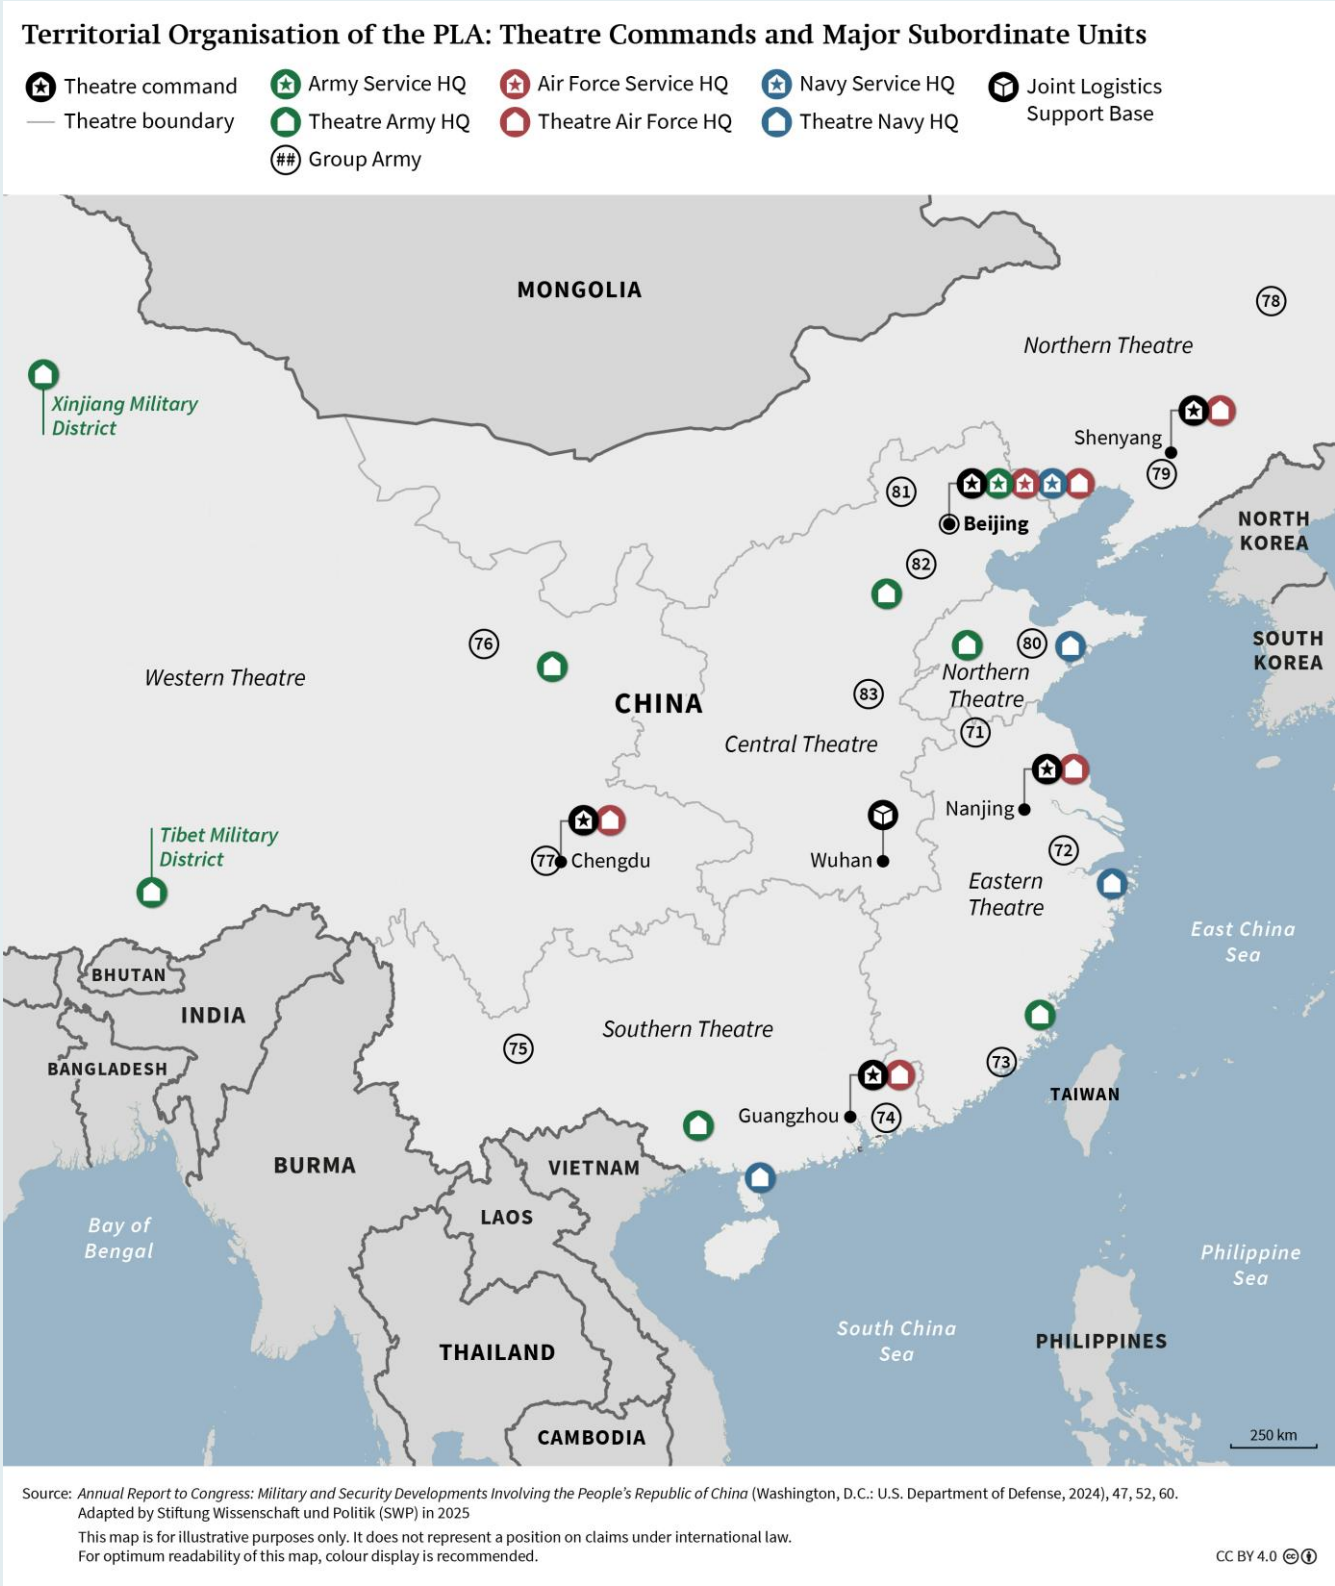 Territorial Organisation of the PLA: Theatre Commands and Major Subordinate Units
Theatre command
Army Service HQ
Air Force Service HQ
Navy Service HQ
Joint Logistics
Support Base
Theatre boundary
Theatre Army HQ
Theatre Air Force HQ
Theatre Navy HQ
## Group Army
MONGOLIA
78
Northern Theatre
Xinjiang Military
District
Shenyang
79
81
Beijing
NORTH
KOREA
82
76
80
SOUTH
KOREA
Western Theatre
Northern
Theatre
83
CHINA
71
Central Theatre
Nanjing
Tibet Military
District
77
Chengdu
Wuhan
72
Eastern
Theatre
East China
Sea
BHUTAN
INDIA
Southern Theatre
75
BANGLADESH
73
TAIWAN
Guangzhou
74
BURMA
VIETNAM
LAOS
Bay of
Bengal
Philippine
Sea
South China
Sea
THAILAND
PHILIPPINES
CAMBODIA
250 km
Source: Annual Report to Congress: Military and Security Developments Involving the People's Republic of China (Washington, D.C.: U.S. Department of Defense, 2024), 47, 52, 60.
Adapted by Stiftung Wissenschaft und Politik (SWP) in 2025
This map is for illustrative purposes only. It does not represent a position on claims under international law.
For optimum readability of this map, colour display is recommended.
CC BY 4.0